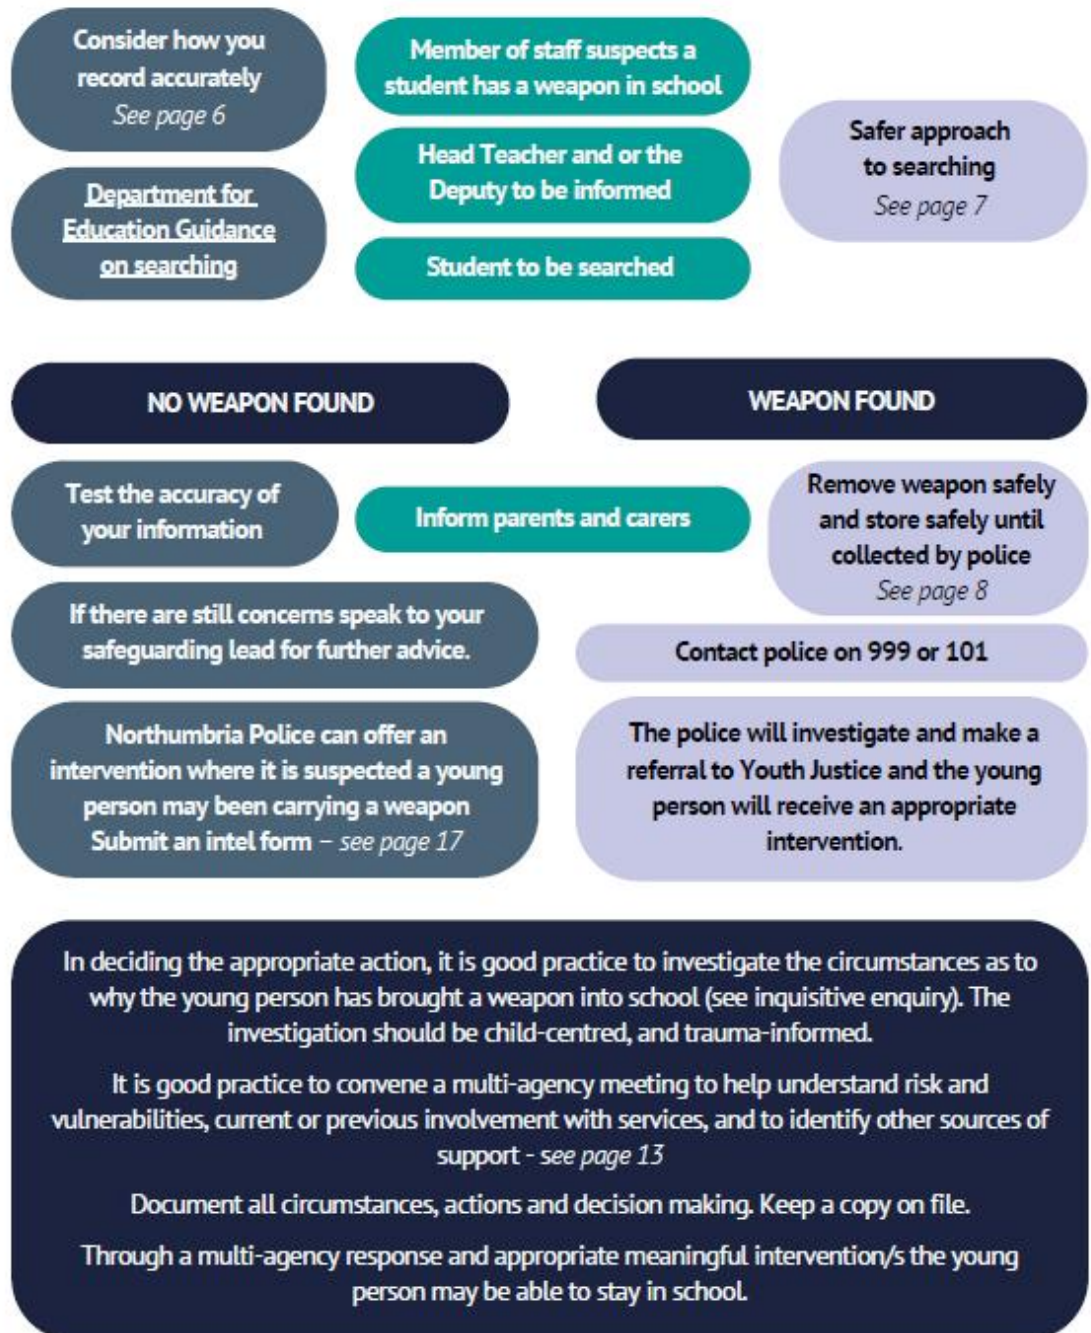 Consider how you
record accurately
See page 6
Department for
Education Guidance
on searching
Member of staff suspects a
student has a weapon in school
Head Teacher and or the
Deputy to be informed
Student to be searched
Safer approach
to searching
See page 7
NO WEAPON FOUND
WEAPON FOUND
Test the accuracy of
your information
Inform parents and carers
Remove weapon safely
and store safely until
collected by police
See page 8
If there are still concerns speak to your
safeguarding lead for further advice.
Contact police on 999 or 101
Northumbria Police can offer an
intervention where it is suspected a young
person may been carrying a weapon
Submit an intel form – see page 17
The police will investigate and make a
referral to Youth Justice and the young
person will receive an appropriate
intervention.
In deciding the appropriate action, it is good practice to investigate the circumstances as to
why the young person has brought a weapon into school (see inquisitive enquiry). The
investigation should be child-centred, and trauma-informed.
It is good practice to convene a multi-agency meeting to help understand risk and
vulnerabilities, current or previous involvement with services, and to identify other sources of
support - see page 13
Document all circumstances, actions and decision making. Keep a copy on file.
Through a multi-agency response and appropriate meaningful intervention/s the young
person may be able to stay in school.